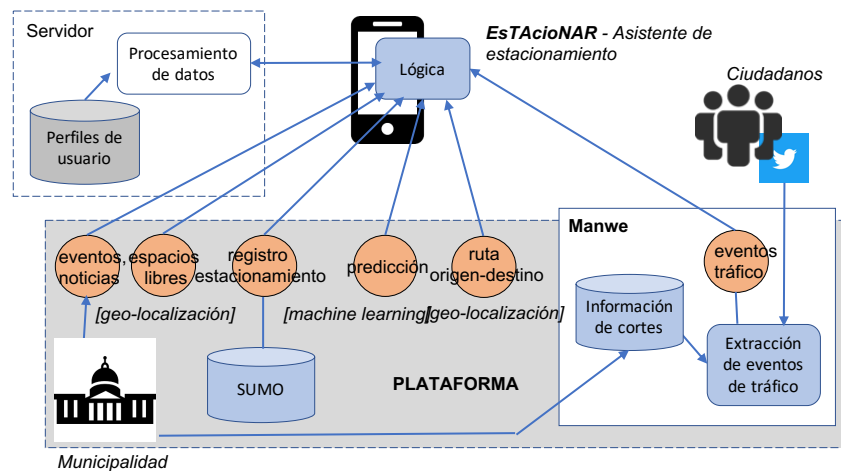 Servidor
Procesamiento
de datos
Perfiles de
usuario
Lógica
EsTAcioNAR - Asistente de
estacionamiento
Ciudadanos
eventos,
noticias
espacios
libres
registro
estacionamiento
predicción
ruta
origen-destino
[geo-localización]
[machine learning]
[geo-localización]
Manwe
eventos
tráfico
Información
de cortes
Extracción
de eventos
de tráfico
SUMO
PLATAFORMA
Municipalidad